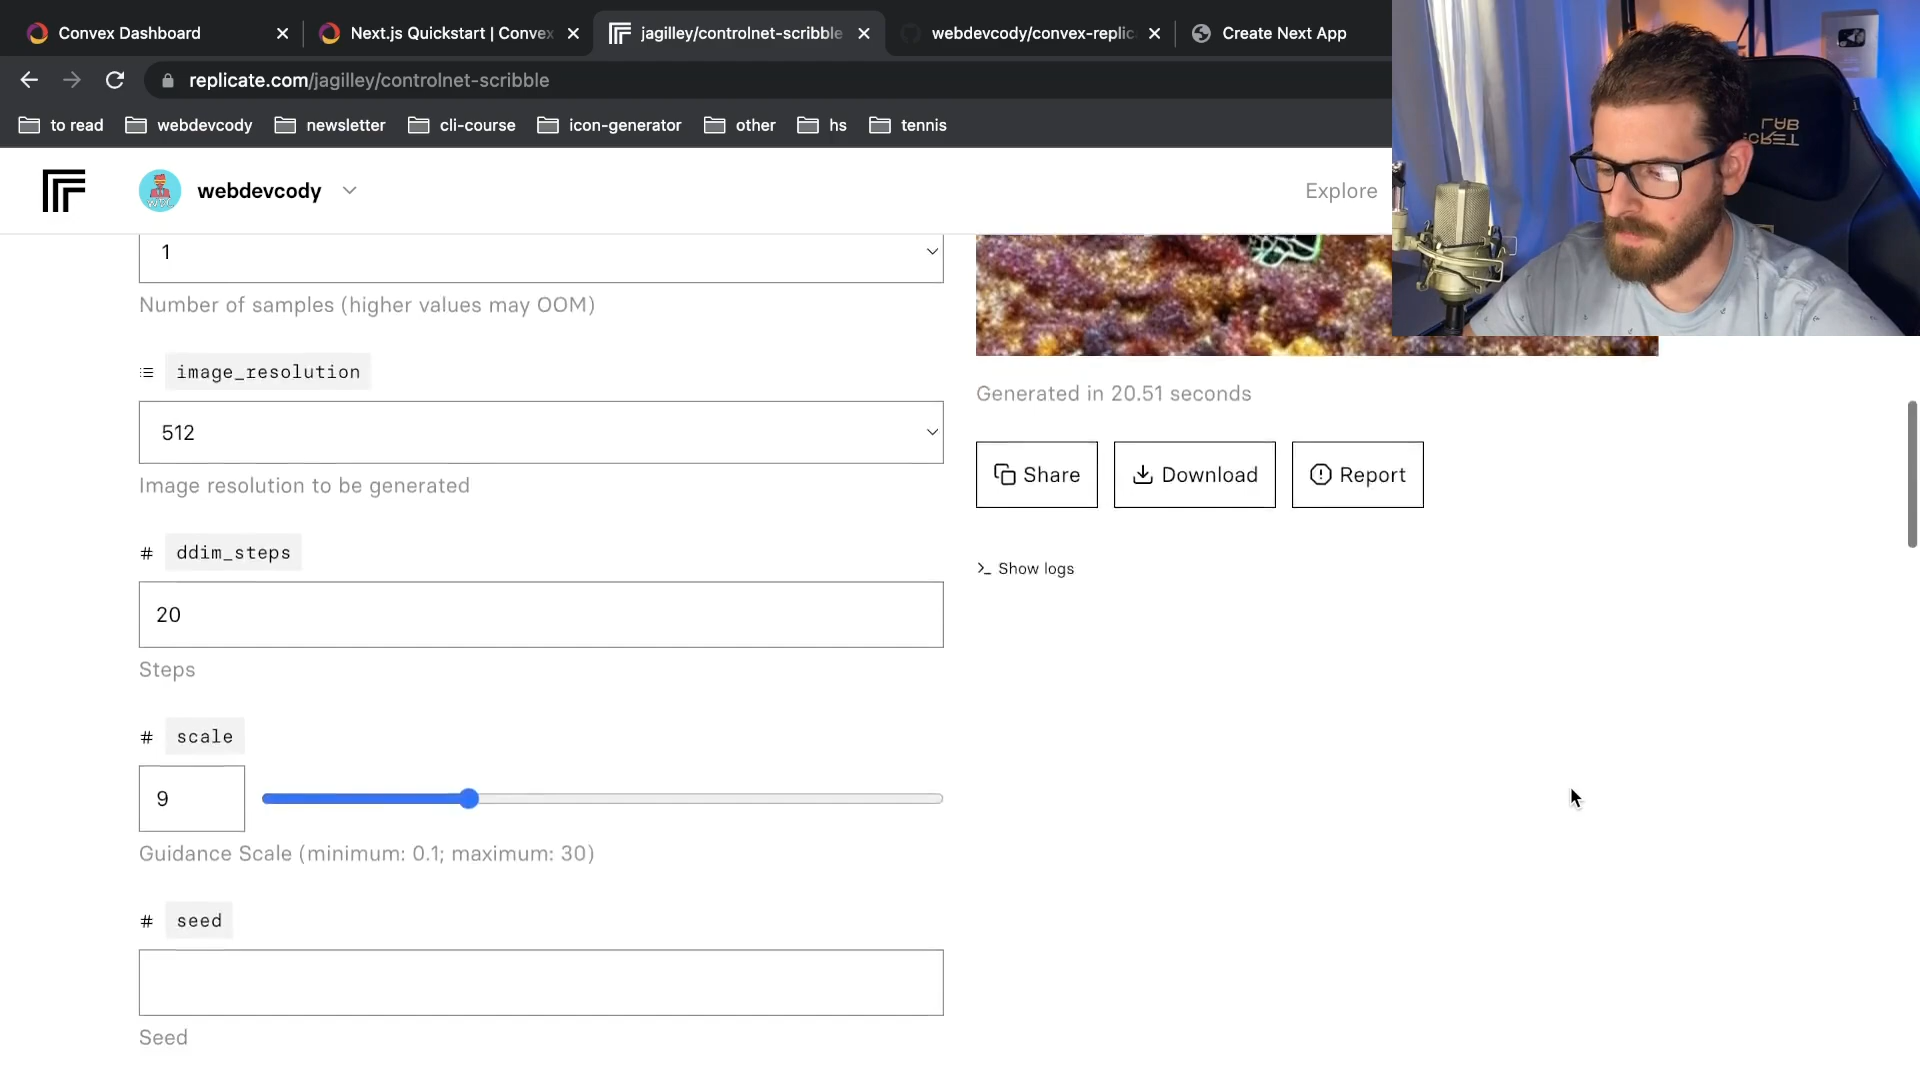 Convex Dashboard
Next.js Quickstart | Convex
jagilley/controlnet-scribble
webdevcody/convex-replic
Create Next App
replicate.com/jagilley/controlnet-scribble
to read
webdevcody
newsletter
cli-course
icon-generator
other
hs
tennis
webdevcody
Explore
1
Number of samples (higher values may OOM)
image_resolution
512
Image resolution to be generated
# ddim_steps
20
Steps
# scale
9
Guidance Scale (minimum: 0.1; maximum: 30)
# seed
Seed
Generated in 20.51 seconds
Share
Download
Report
>_ Show logs